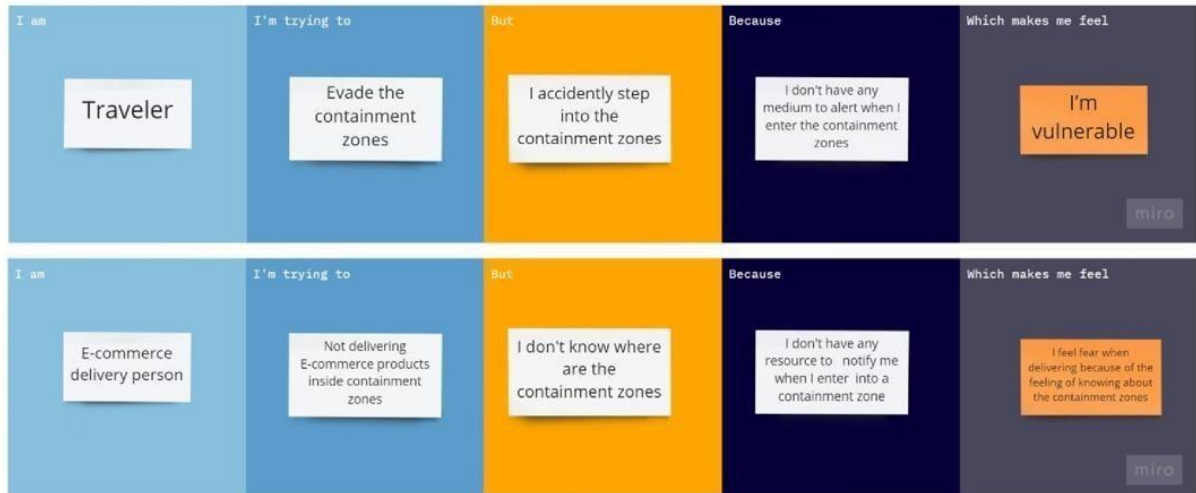 I am
I'm trying to
But
Because
Which makes me feel
Traveler
Evade the
containment
zones
I accidently step
into the
containment zones
I don't have any
medium to alert when I
enter the containment
zones
I'm
vulnerable
miro
I am
I'm trying to
But
Because
Which makes me feel
E-commerce
delivery person
Not delivering
E-commerce products
inside containment
zones
I don't know where
are the
containment zones
I don't have any
resource to notify me
when I enter into a
containment zone
I feel fear when
delivering because of the
feeling of knowing about
the containment zones
miro